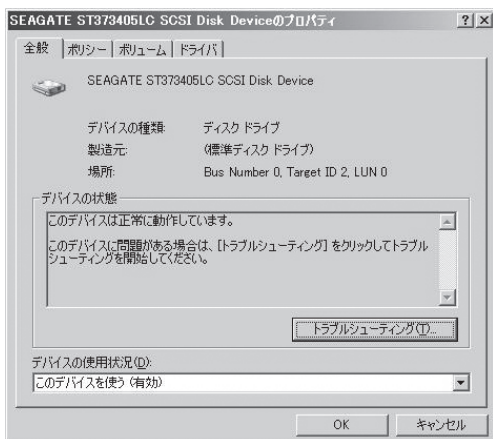 SEAGATE ST373405LC SCSI Disk Deviceのプロパティ
? ×
全般 ポリシー ボリューム ドライバ
SEAGATE ST373405LC SCSI Disk Device
デバイスの種類: ディスク ドライブ
製造元: (標準ディスク ドライブ)
場所: Bus Number 0, Target ID 2, LUN 0
デバイスの状態
このデバイスは正常に動作しています。
このデバイスに問題がある場合は、[トラブルシューティング] をクリックしてトラブル
シューティングを開始してください。
トラブルシューティング(T)...
デバイスの使用状況(D):
このデバイスを使う (有効)
OK キャンセル